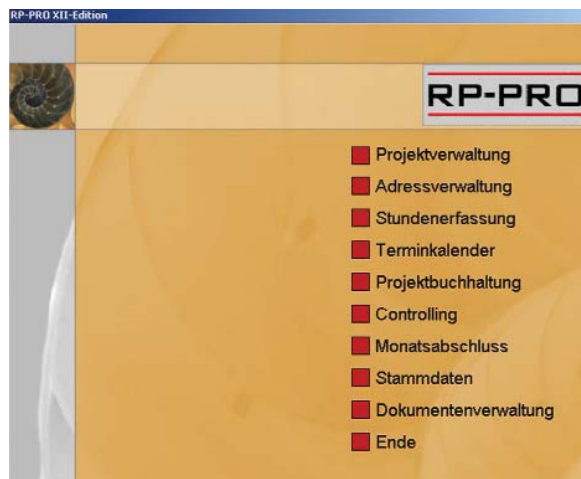 RP-PRO XII-Edition
RP-PRO
Projektverwaltung
Adressverwaltung
Stundenerfassung
Terminkalender
Projektbuchhaltung
Controlling
Monatsabschluss
Stammdaten
Dokumentenverwaltung
Ende